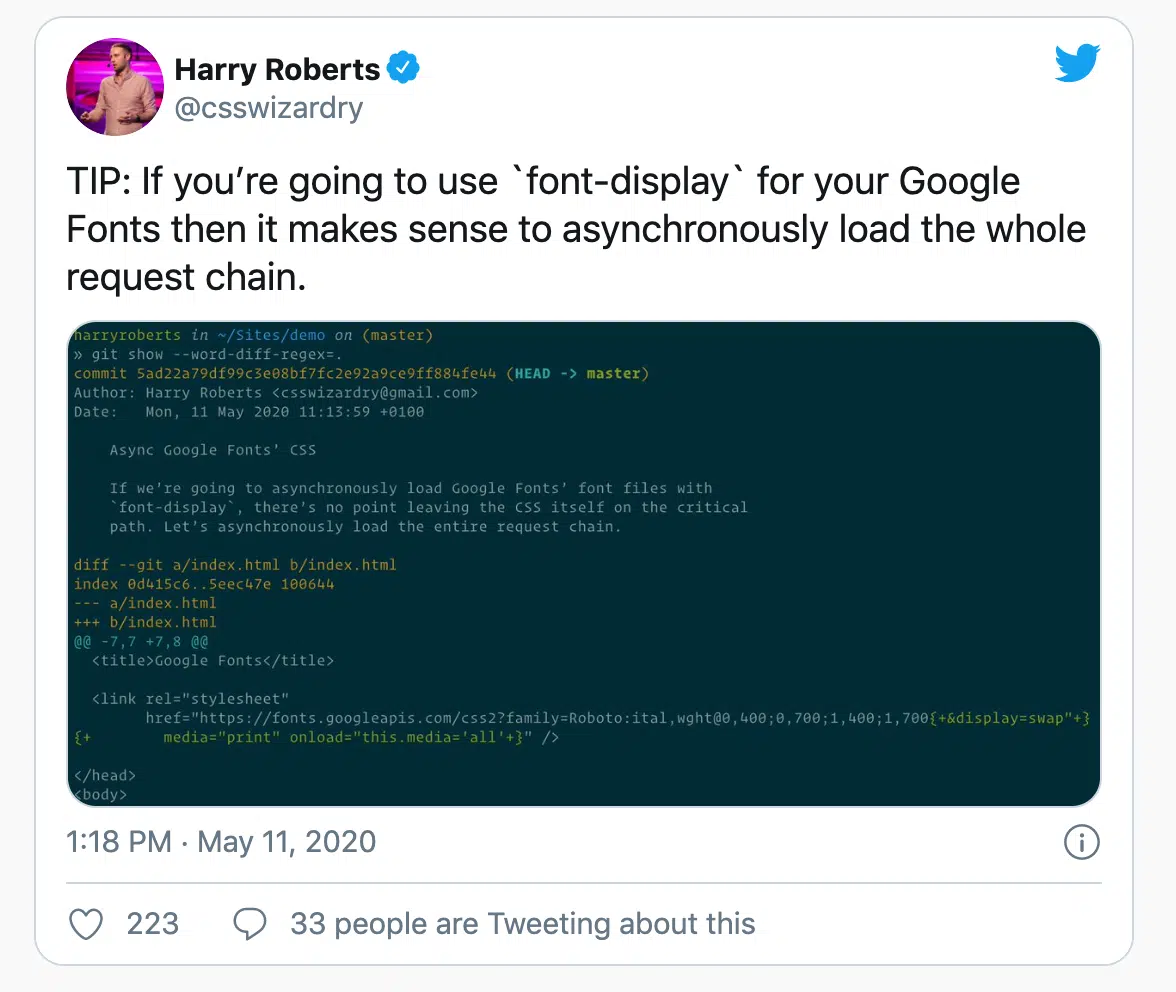 Harry Roberts
@csswizardry
TIP: If you’re going to use `font-display` for your Google
Fonts then it makes sense to asynchronously load the whole
request chain.
harryroberts in ~/Sites/demo on (master)
» git show --word-diff-regex=.
commit 5ad22a79df99c3e08bf7fc2e92a9ce9ff884fe44 (HEAD -> master)
Author: Harry Roberts <csswizardry@gmail.com>
Date:   Mon, 11 May 2020 11:13:59 +0100
    Async Google Fonts’ CSS
    If we’re going to asynchronously load Google Fonts’ font files with
    `font-display`, there’s no point leaving the CSS itself on the critical
    path. Let’s asynchronously load the entire request chain.
diff --git a/index.html b/index.html
index 0d415c6..5eec47e 100644
--- a/index.html
+++ b/index.html
@@ -7,7 +7,8 @@
  <title>Google Fonts</title>
  <link rel="stylesheet"
        href="https://fonts.googleapis.com/css2?family=Roboto:ital,wght@0,400;0,700;1,400;1,700{+&display=swap"+}
{+        media="print" onload="this.media='all'+}" />
</head>
<body>
1:18 PM · May 11, 2020
223
33 people are Tweeting about this